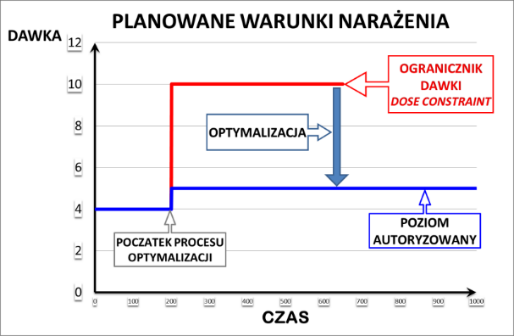 PLANOWANE WARUNKI NARAŻENIA
DAWKA
12
10
8
6
4
2
0
OGRANICZNIK
DAWKI
DOSE CONSTRAINT
OPTYMALIZACJA
POCZATEK PROCESU
OPTYMALIZACJI
POZIOM
AUTORYZOWANY
0 100 200 300 400 500 600 700 800 900 1000
CZAS